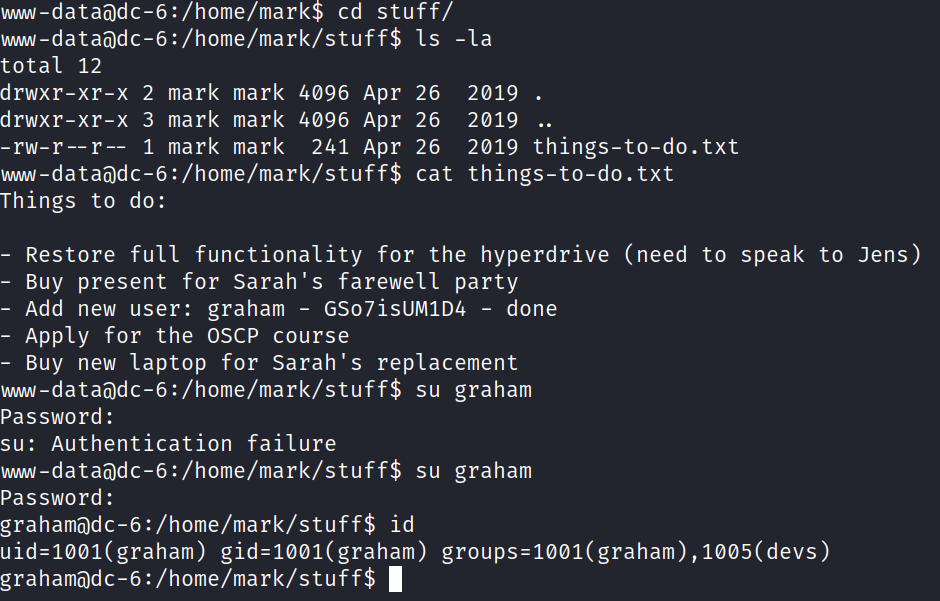 www-data@dc-6:/home/mark$ cd stuff/
www-data@dc-6:/home/mark/stuff$ ls -la
total 12
drwxr-xr-x 2 mark mark 4096 Apr 26  2019 .
drwxr-xr-x 3 mark mark 4096 Apr 26  2019 ..
-rw-r--r-- 1 mark mark  241 Apr 26  2019 things-to-do.txt
www-data@dc-6:/home/mark/stuff$ cat things-to-do.txt
Things to do:

- Restore full functionality for the hyperdrive (need to speak to Jens)
- Buy present for Sarah's farewell party
- Add new user: graham - GSo7isUM1D4 - done
- Apply for the OSCP course
- Buy new laptop for Sarah's replacement
www-data@dc-6:/home/mark/stuff$ su graham
Password:
su: Authentication failure
www-data@dc-6:/home/mark/stuff$ su graham
Password:
graham@dc-6:/home/mark/stuff$ id
uid=1001(graham) gid=1001(graham) groups=1001(graham),1005(devs)
graham@dc-6:/home/mark/stuff$